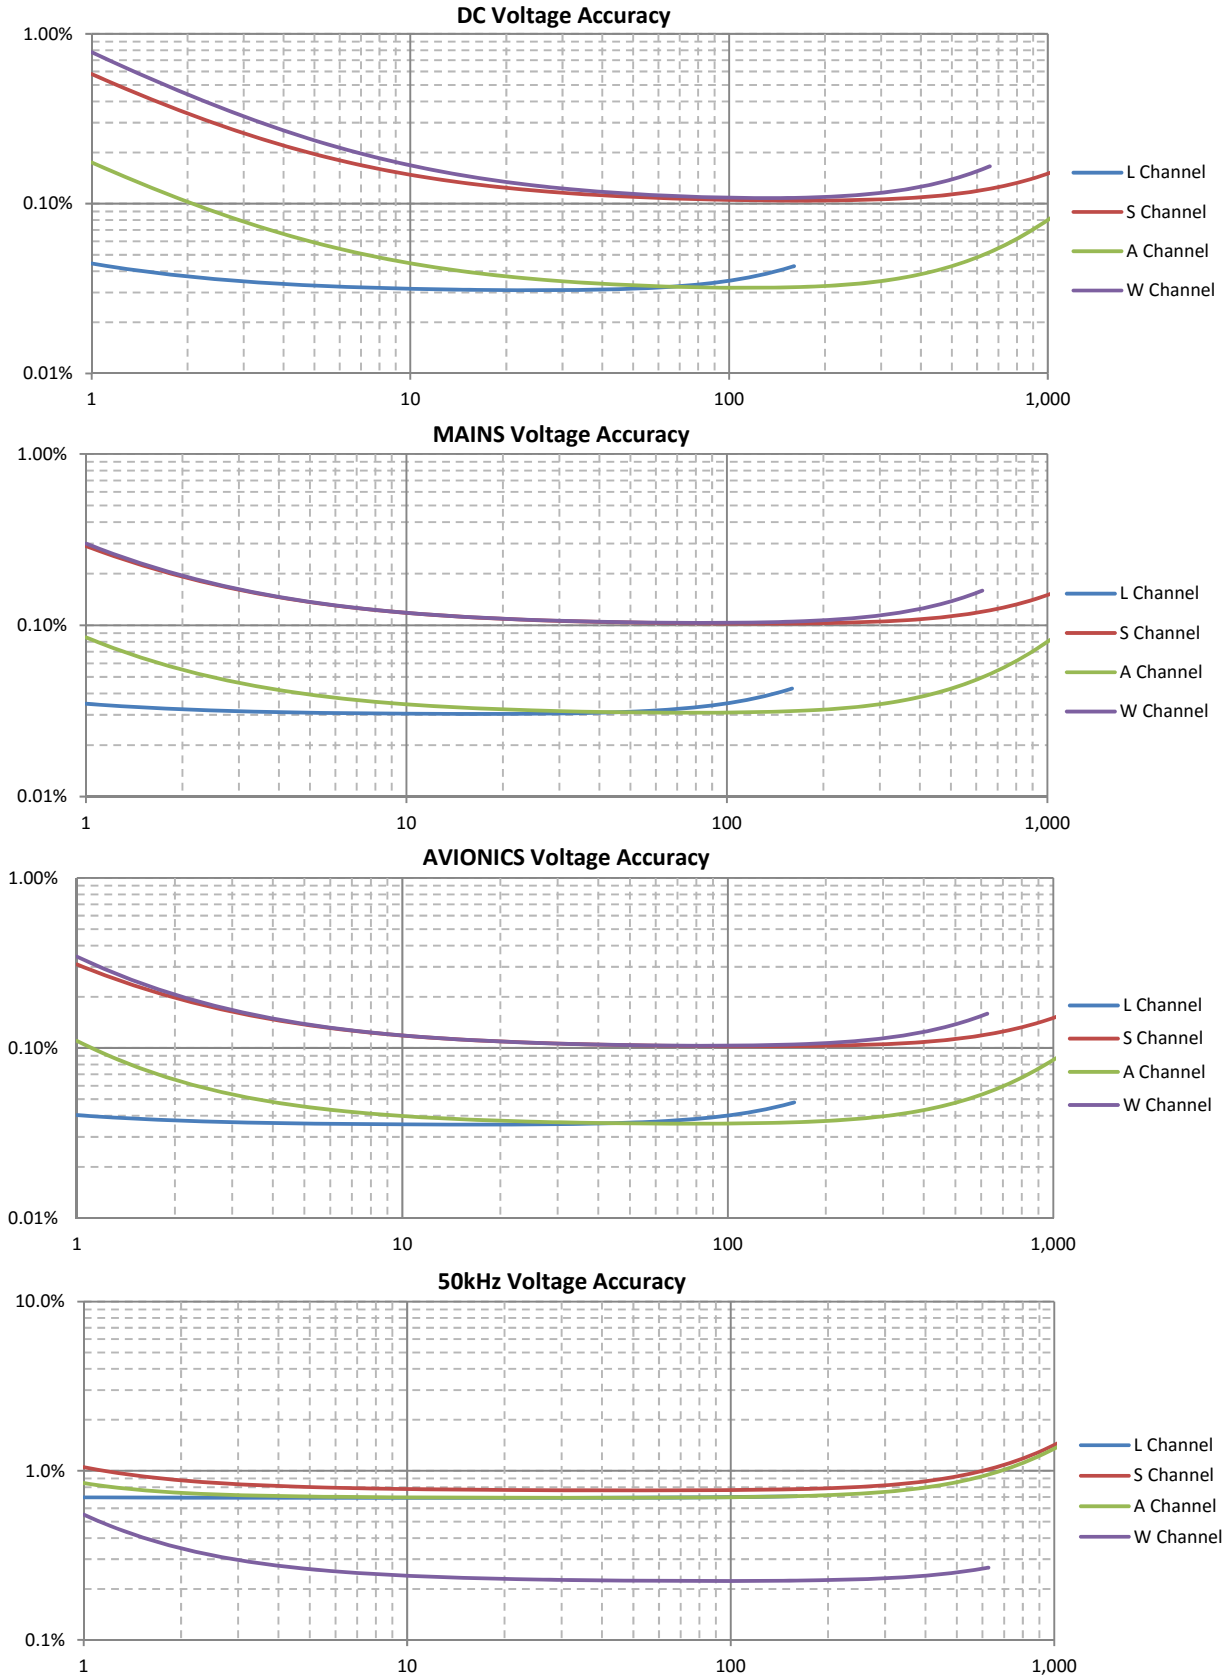 DC Voltage Accuracy
1.00%
0.10%
0.01%
1 10 100 1,000
L Channel
S Channel
A Channel
W Channel
MAINS Voltage Accuracy
1.00%
0.10%
0.01%
1 10 100 1,000
L Channel
S Channel
A Channel
W Channel
AVIONICS Voltage Accuracy
1.00%
0.10%
0.01%
1 10 100 1,000
L Channel
S Channel
A Channel
W Channel
50kHz Voltage Accuracy
10.0%
1.0%
0.1%
1 10 100 1,000
L Channel
S Channel
A Channel
W Channel